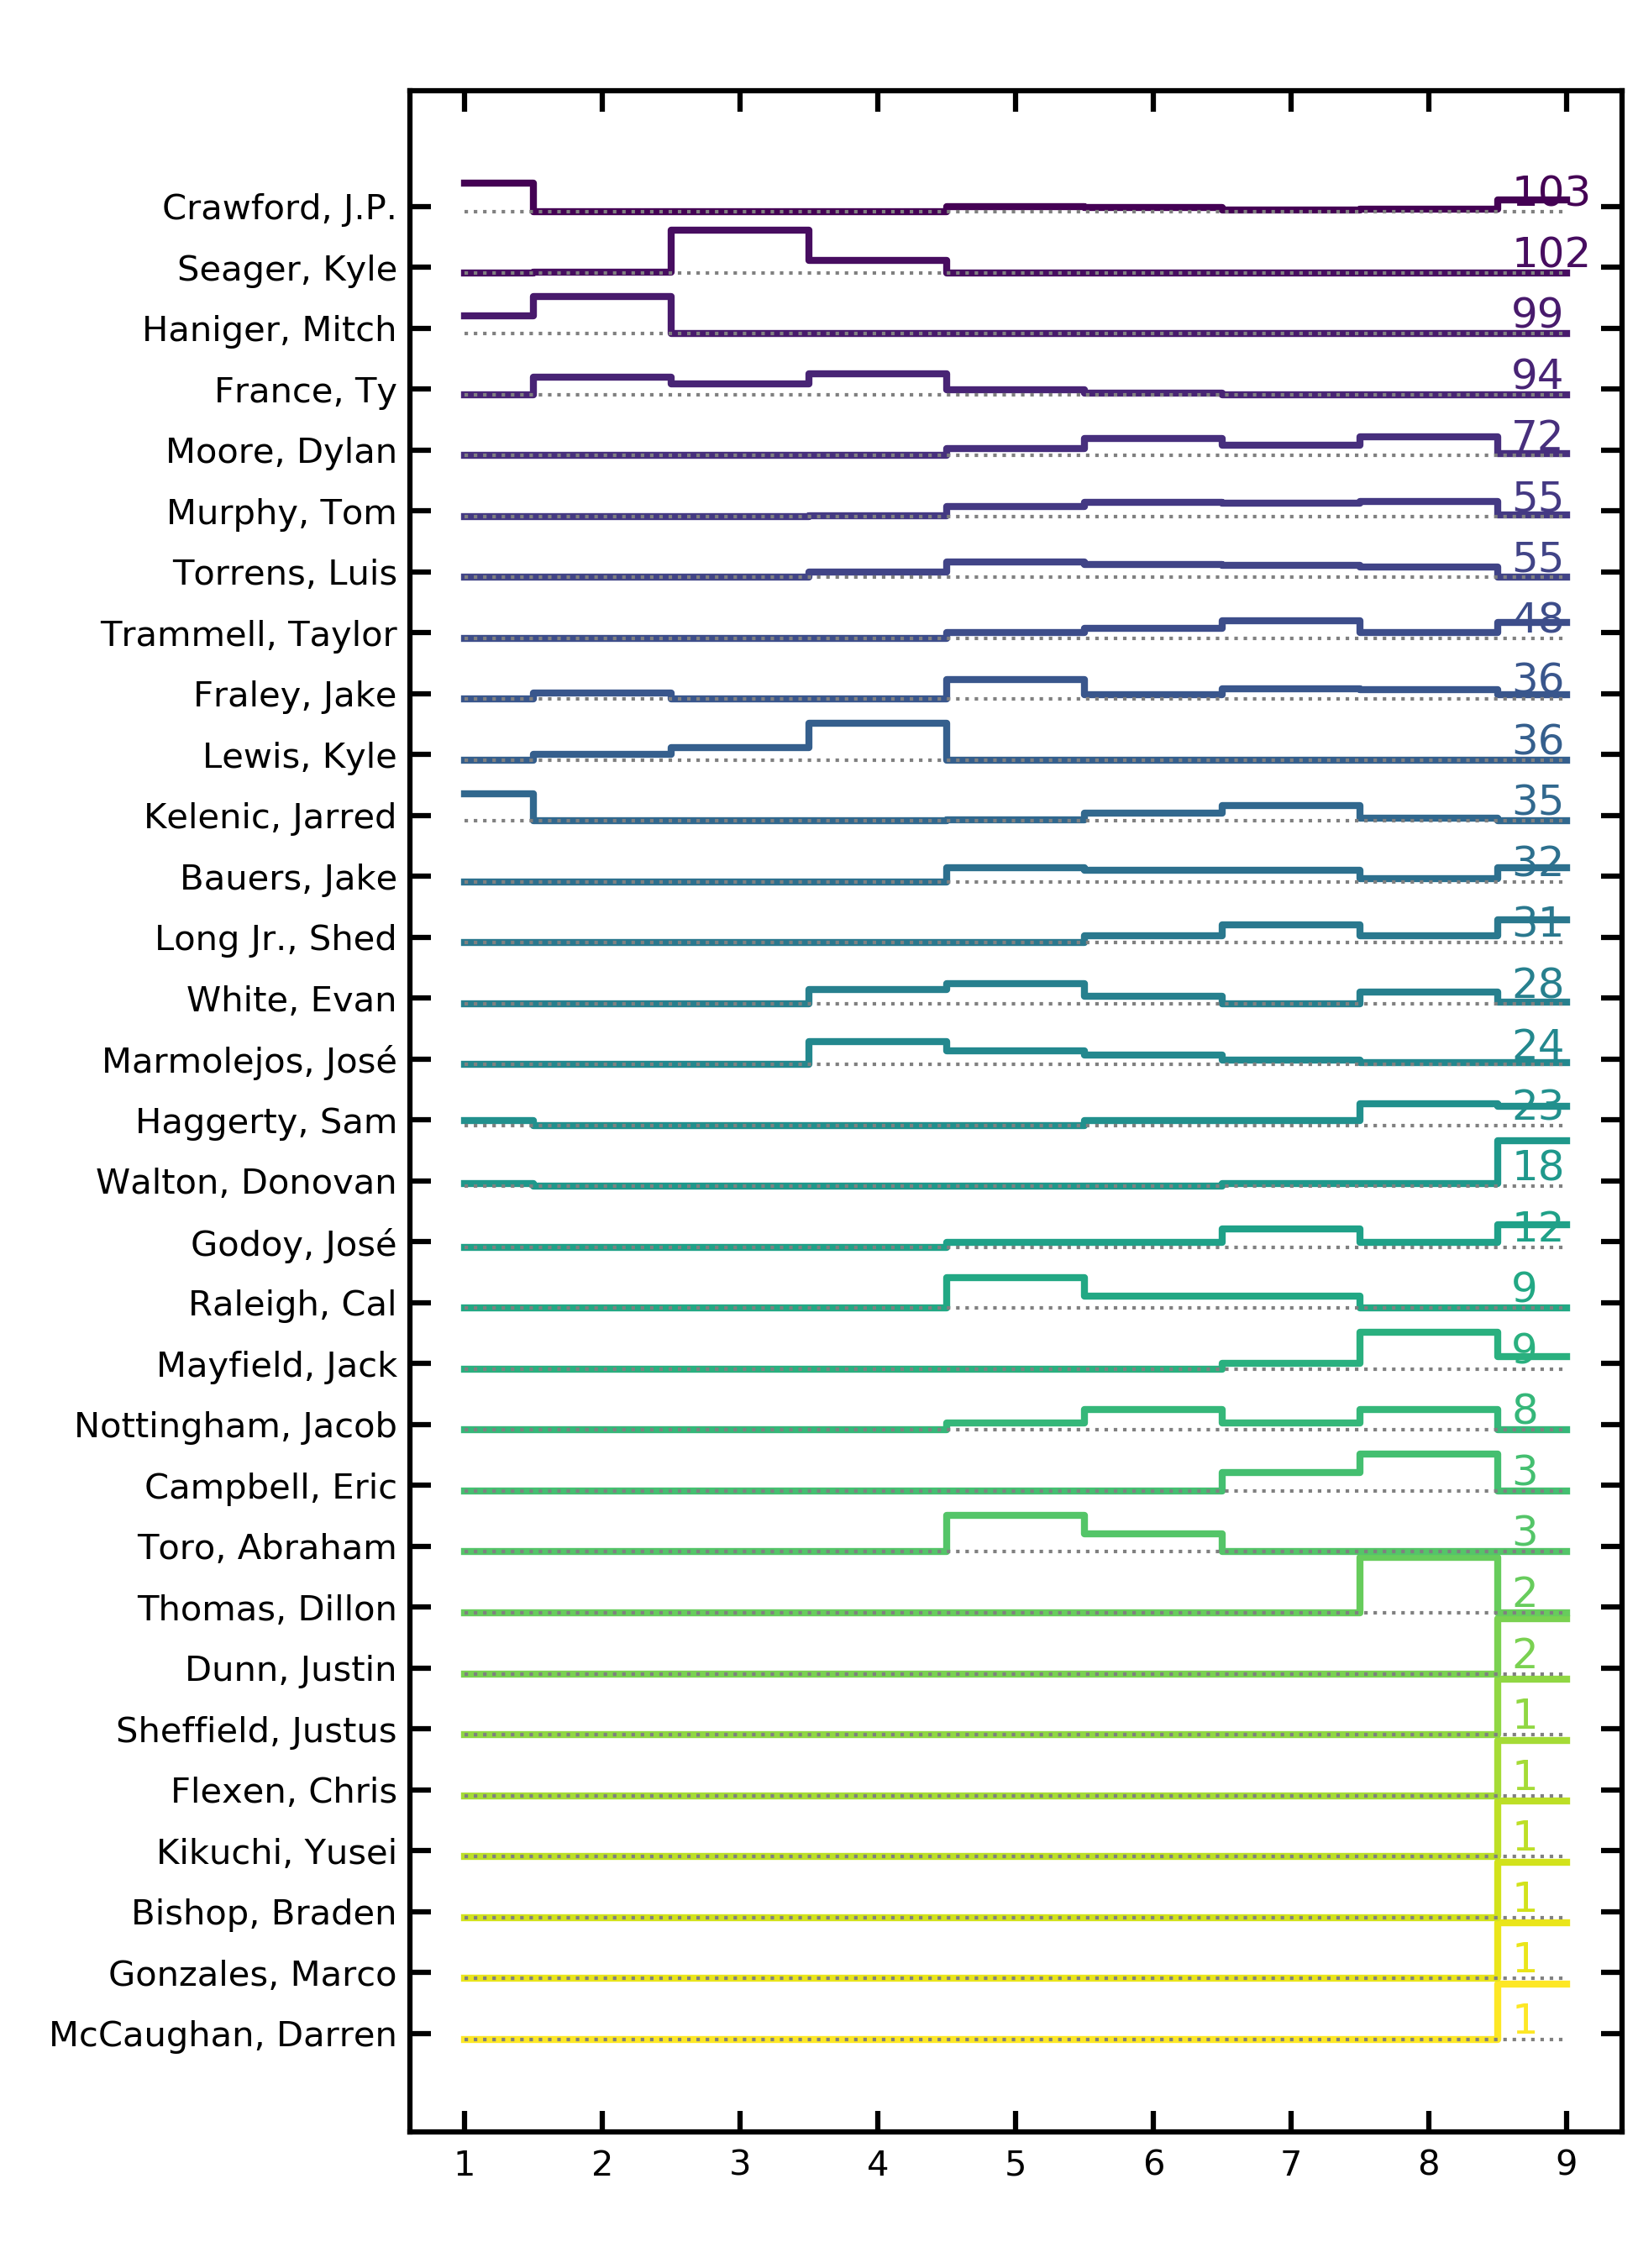 Crawford, J.P. 103
Seager, Kyle 102
Haniger, Mitch 99
France, Ty 94
Moore, Dylan 72
Murphy, Tom 55
Torrens, Luis 55
Trammell, Taylor 48
Fraley, Jake 36
Lewis, Kyle 36
Kelenic, Jarred 35
Bauers, Jake 32
Long Jr., Shed 31
White, Evan 28
Marmolejos, José 24
Haggerty, Sam 23
Walton, Donovan 18
Godoy, José 12
Raleigh, Cal 9
Mayfield, Jack 9
Nottingham, Jacob 8
Campbell, Eric 3
Toro, Abraham 3
Thomas, Dillon 2
Dunn, Justin 2
Sheffield, Justus 1
Flexen, Chris 1
Kikuchi, Yusei 1
Bishop, Braden 1
Gonzales, Marco 1
McCaughan, Darren 1
1 2 3 4 5 6 7 8 9